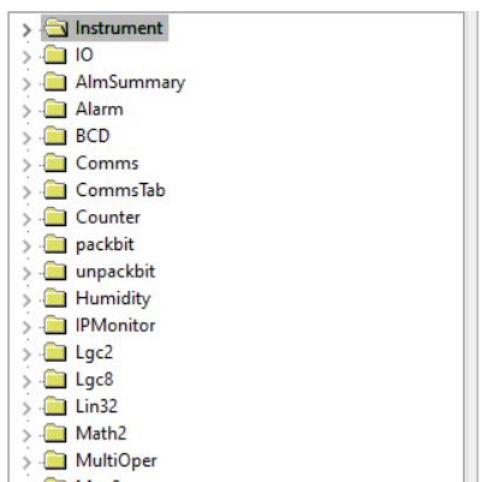 Instrument
IO
AlmSummary
Alarm
BCD
Comms
CommsTab
Counter
packbit
unpackbit
Humidity
IPMonitor
Lgc2
Lgc8
Lin32
Math2
MultiOper